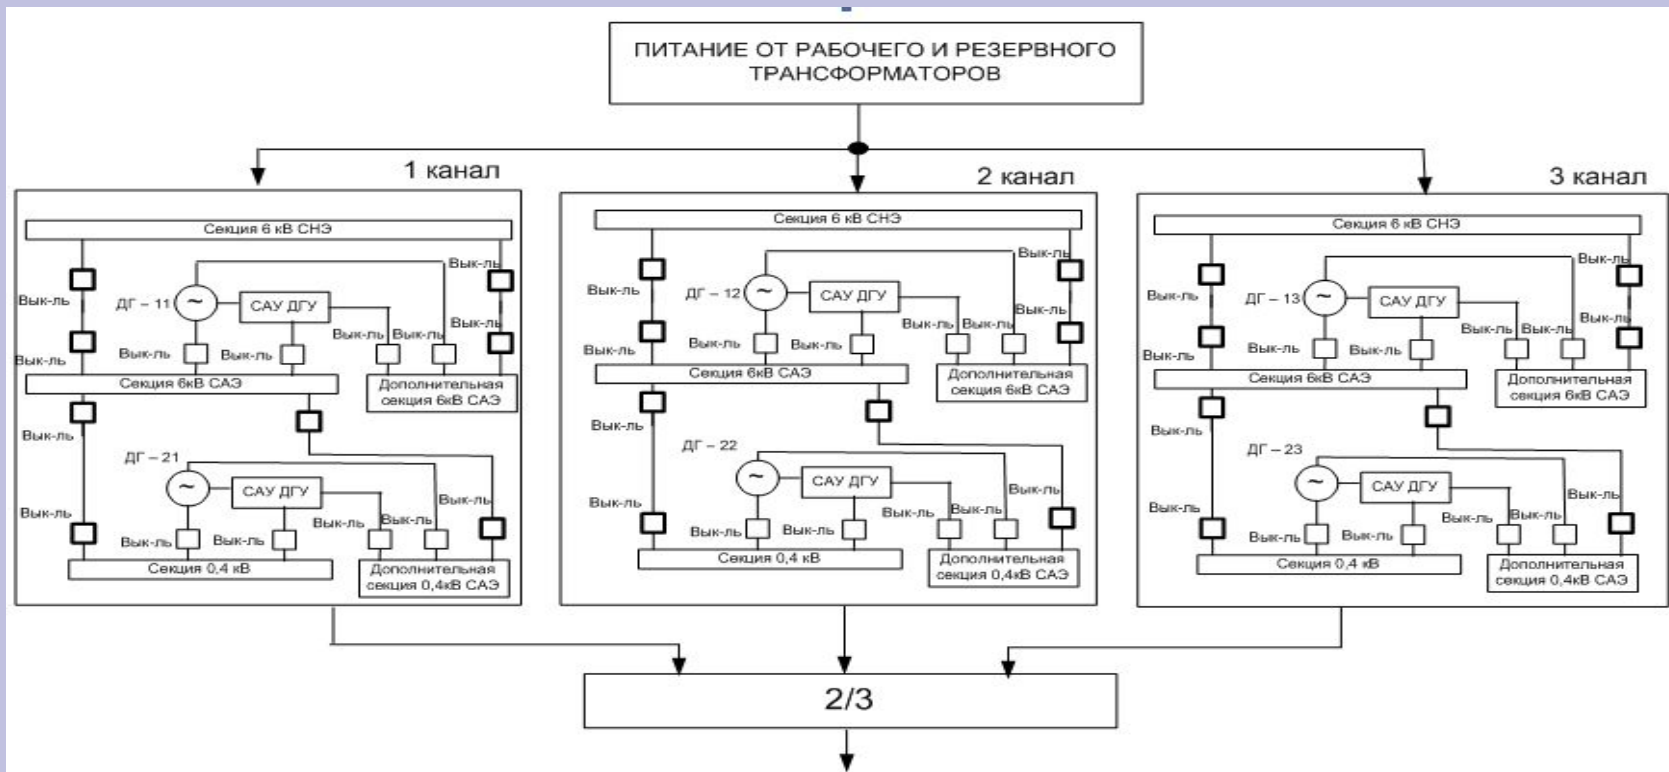 ПИТАНИЕ ОТ РАБОЧЕГО И РЕЗЕРВНОГО
ТРАНСФОРМАТОРОВ
1 канал
Секция 6 кВ СНЭ
Вык-ль
Вык-ль
ДГ – 11
~
САУ ДГУ
Вык-ль
Вык-ль
Вык-ль
Вык-ль
Вык-ль
Вык-ль
Секция 6кВ САЭ
Дополнительная
секция 6кВ САЭ
Вык-ль
ДГ – 21
~
САУ ДГУ
Вык-ль
Вык-ль
Вык-ль
Вык-ль
Вык-ль
Вык-ль
Секция 0,4 кВ
Дополнительная
секция 0,4кВ САЭ
2 канал
Секция 6 кВ СНЭ
Вык-ль
Вык-ль
ДГ – 12
~
САУ ДГУ
Вык-ль
Вык-ль
Вык-ль
Вык-ль
Вык-ль
Вык-ль
Секция 6кВ САЭ
Дополнительная
секция 6кВ САЭ
Вык-ль
ДГ – 22
~
САУ ДГУ
Вык-ль
Вык-ль
Вык-ль
Вык-ль
Вык-ль
Вык-ль
Секция 0,4 кВ
Дополнительная
секция 0,4кВ САЭ
3 канал
Секция 6 кВ СНЭ
Вык-ль
Вык-ль
ДГ – 13
~
САУ ДГУ
Вык-ль
Вык-ль
Вык-ль
Вык-ль
Вык-ль
Вык-ль
Секция 6кВ САЭ
Дополнительная
секция 6кВ САЭ
Вык-ль
ДГ – 23
~
САУ ДГУ
Вык-ль
Вык-ль
Вык-ль
Вык-ль
Вык-ль
Вык-ль
Секция 0,4 кВ
Дополнительная
секция 0,4кВ САЭ
2/3